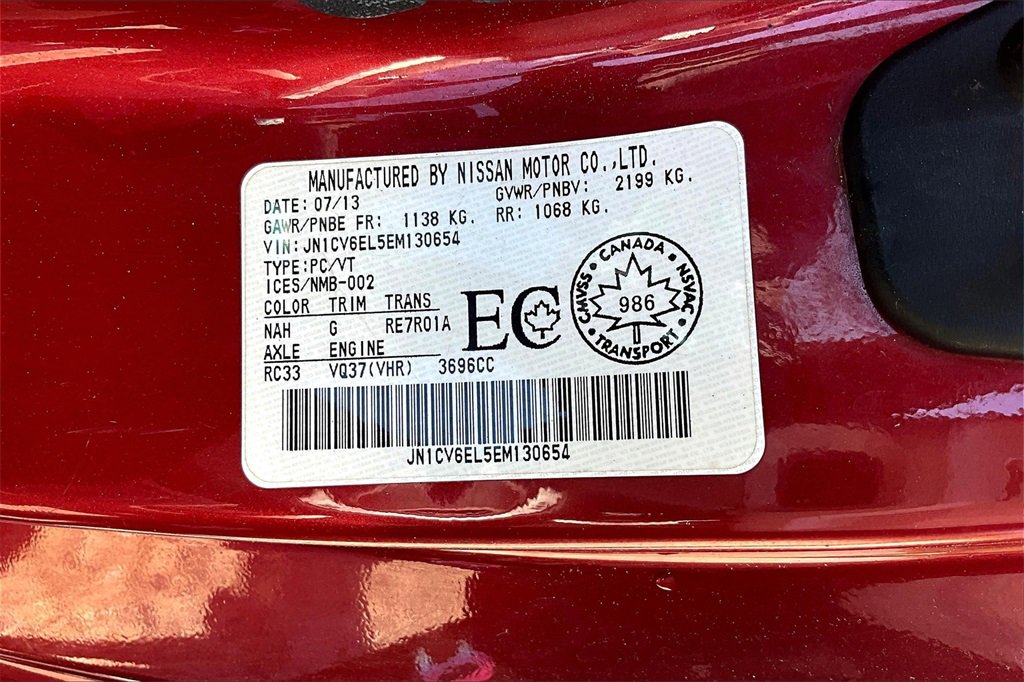 MANUFACTURED BY NISSAN MOTOR CO.,LTD.
DATE: 07/13 GVWR/PNBV: 2199 KG.
GAWR/PNBE FR: 1138 KG. RR: 1068 KG.
VIN: JN1CV6EL5EM130654
TYPE:PC/VT
ICES/NMB-002
COLOR TRIM TRANS
NAH G RE7R01A
AXLE ENGINE
RC33 VQ37(VHR) 3696CC
EC
CANADA
CMVSS
NSVAC
986
TRANSPORT
JN1CV6EL5EM130654